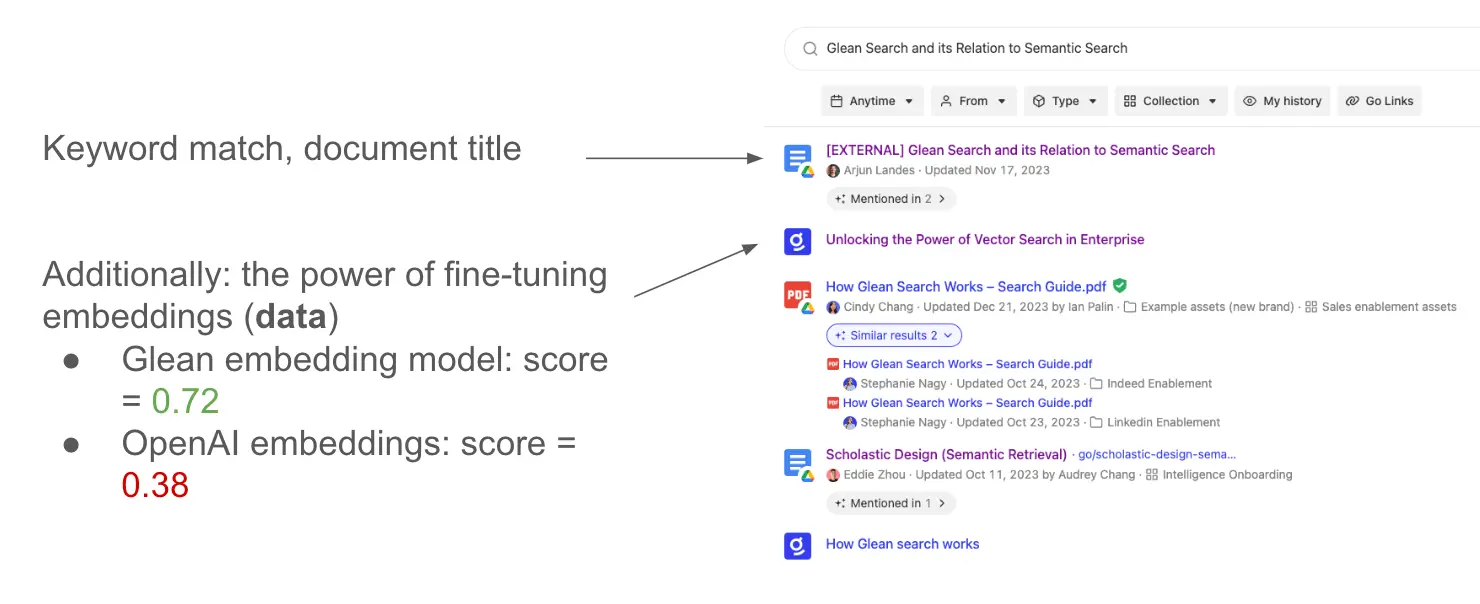 Keyword match, document title
Additionally: the power of fine-tuning
embeddings (data)
● Glean embedding model: score
= 0.72
● OpenAI embeddings: score =
0.38
Glean Search and its Relation to Semantic Search
Anytime From Type Collection My history Go Links
[EXTERNAL] Glean Search and its Relation to Semantic Search
Arjun Landes · Updated Nov 17, 2023
Mentioned in 2
Unlocking the Power of Vector Search in Enterprise
PDF
How Glean Search Works – Search Guide.pdf
Cindy Chang · Updated Dec 21, 2023 by Ian Palin · Example assets (new brand) · Sales enablement assets
Similar results 2
PDF How Glean Search Works – Search Guide.pdf
Stephanie Nagy · Updated Oct 24, 2023 · Indeed Enablement
PDF How Glean Search Works – Search Guide.pdf
Stephanie Nagy · Updated Oct 23, 2023 · Linkedin Enablement
Scholastic Design (Semantic Retrieval) · go/scholastic-design-sema...
Eddie Zhou · Updated Oct 11, 2023 by Audrey Chang · Intelligence Onboarding
Mentioned in 1
How Glean search works